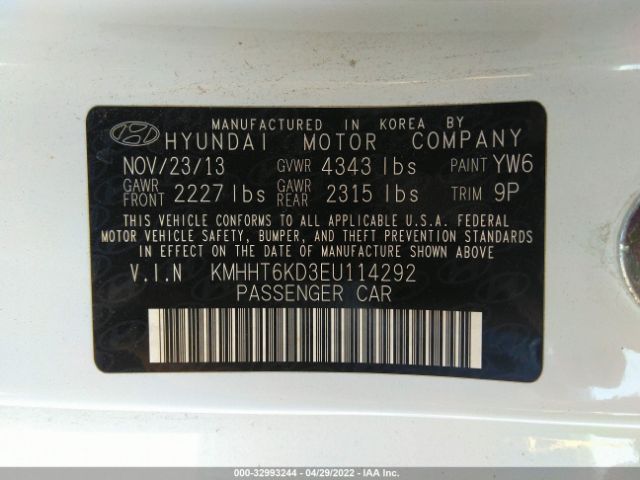 MANUFACTURED IN KOREA BY
HYUNDAI MOTOR COMPANY
NOV/23/13 GVWR 4343 lbs PAINT YW6
GAWR FRONT 2227 lbs GAWR REAR 2315 lbs TRIM 9P
THIS VEHICLE CONFORMS TO ALL APPLICABLE U.S.A. FEDERAL
MOTOR VEHICLE SAFETY, BUMPER, AND THEFT STANDARDS
IN EFFECT ON THE DATE OF MANUFACTURE SHOWN ABOVE.
V.I.N KMHHT6KD3EU114292
PASSENGER CAR
000-32993244 - 04/29/2022 - IAA Inc.